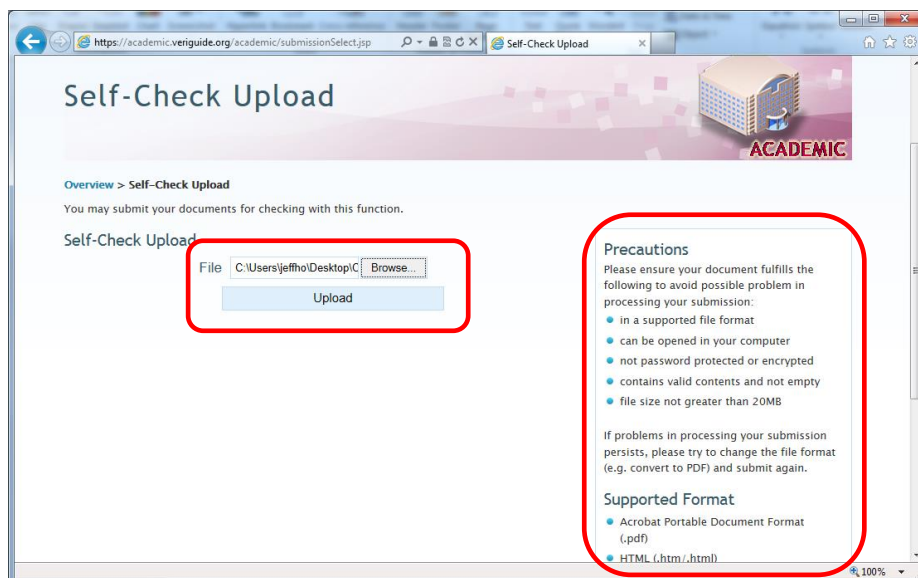 https://academic.veriguide.org/academic/submissionSelect.jsp
Self-Check Upload
Self-Check Upload
ACADEMIC
Overview > Self-Check Upload
You may submit your documents for checking with this function.
Self-Check Upload
File C:\Users\jeffho\Desktop\C Browse...
Upload
Precautions
Please ensure your document fulfills the
following to avoid possible problem in
processing your submission:
in a supported file format
can be opened in your computer
not password protected or encrypted
contains valid contents and not empty
file size not greater than 20MB
If problems in processing your submission
persists, please try to change the file format
(e.g. convert to PDF) and submit again.
Supported Format
Acrobat Portable Document Format
(.pdf)
HTML (.htm/.html)
100%